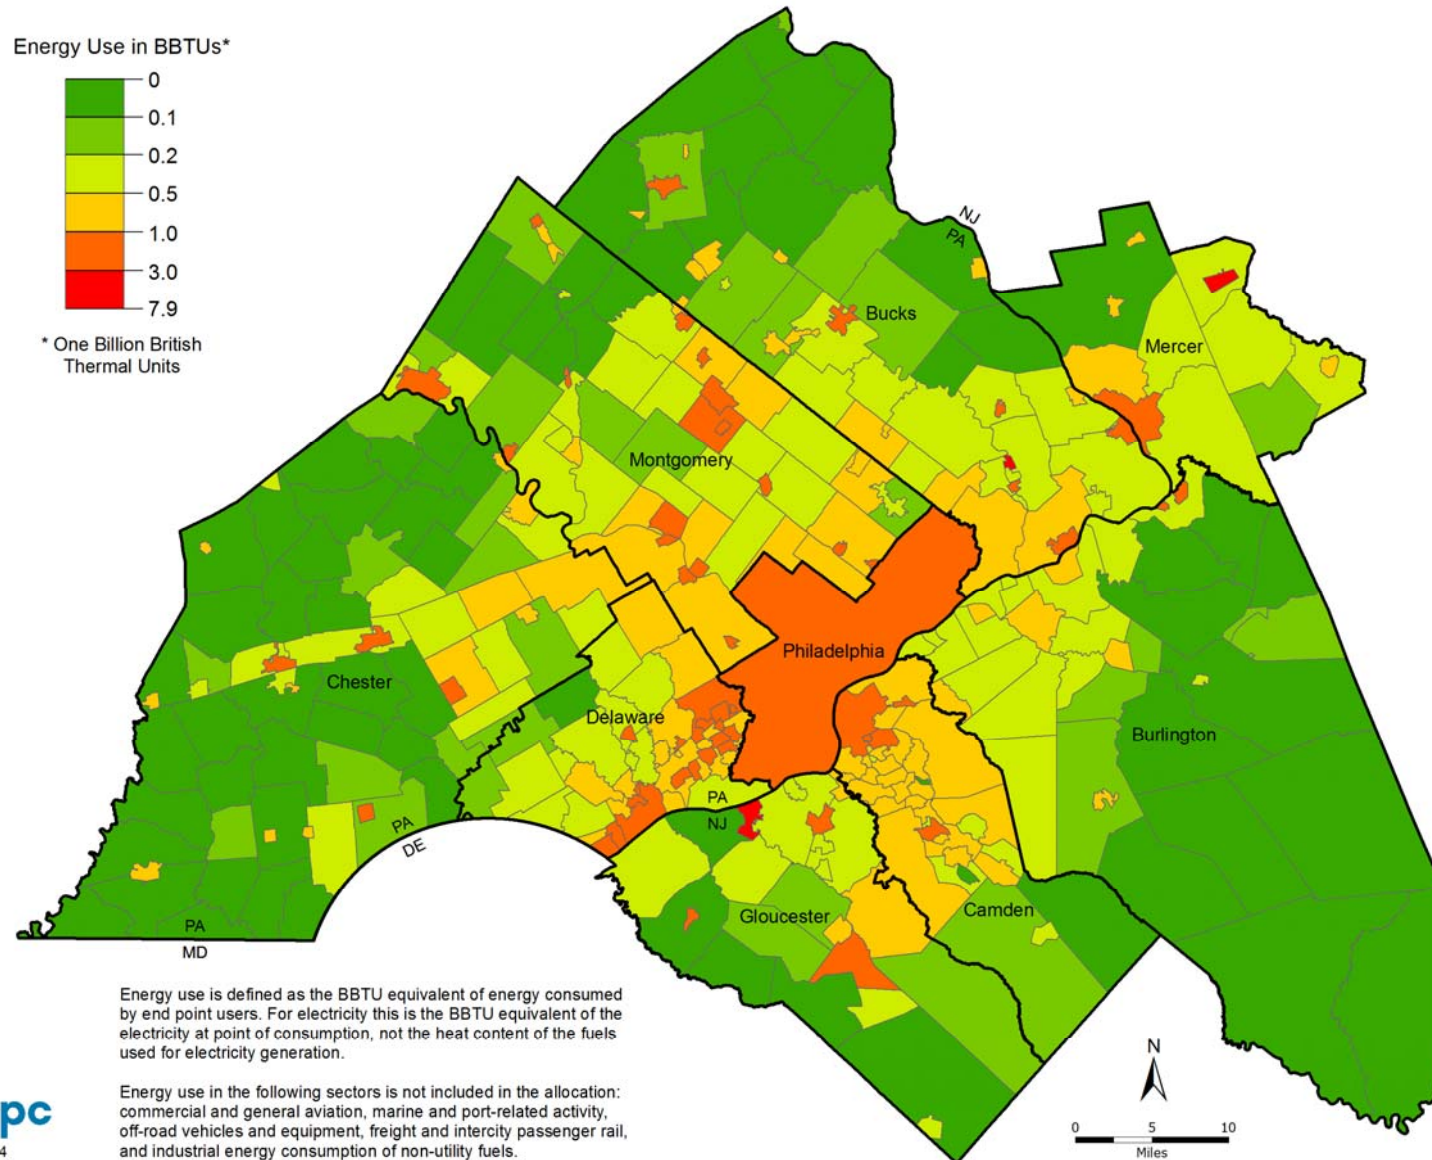 Energy Use in BBTUs*
0
0.1
0.2
0.5
1.0
3.0
7.9
* One Billion British
Thermal Units
NJ
PA
Bucks
Mercer
Montgomery
Philadelphia
Chester
Delaware
Burlington
PA
NJ
PA
DE
Gloucester
Camden
PA
MD
Energy use is defined as the BBTU equivalent of energy consumed
by end point users. For electricity this is the BBTU equivalent of the
electricity at point of consumption, not the heat content of the fuels
used for electricity generation.
Energy use in the following sectors is not included in the allocation:
commercial and general aviation, marine and port-related activity,
off-road vehicles and equipment, freight and intercity passenger rail,
and industrial energy consumption of non-utility fuels.
pc
4
N
0 5 10
Miles